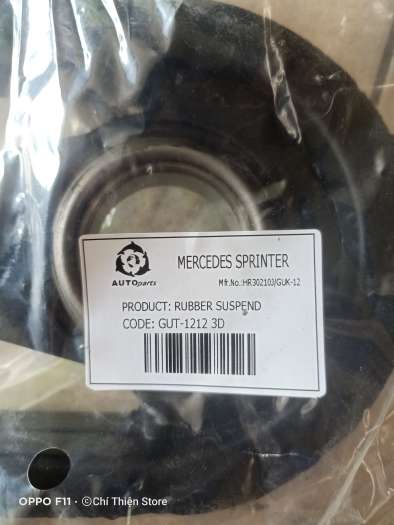 MERCEDES SPRINTER
AUTOparts
Mfr.No.:HR302103/GUK-12
PRODUCT: RUBBER SUSPEND
CODE: GUT-1212 3D
OPPO F11 · ©Chí Thiện Store